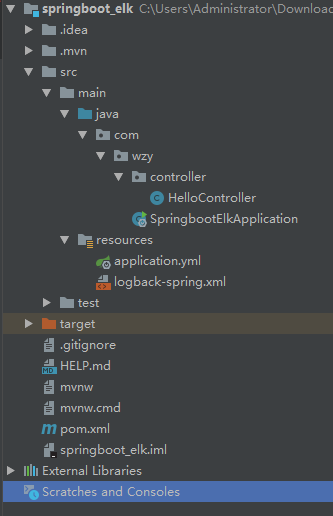 springboot_elk C:\Users\Administrator\Downloa
.idea
.mvn
src
main
java
com
wzy
controller
HelloController
SpringbootElkApplication
resources
application.yml
logback-spring.xml
test
target
.gitignore
HELP.md
mvnw
mvnw.cmd
pom.xml
springboot_elk.iml
External Libraries
Scratches and Consoles